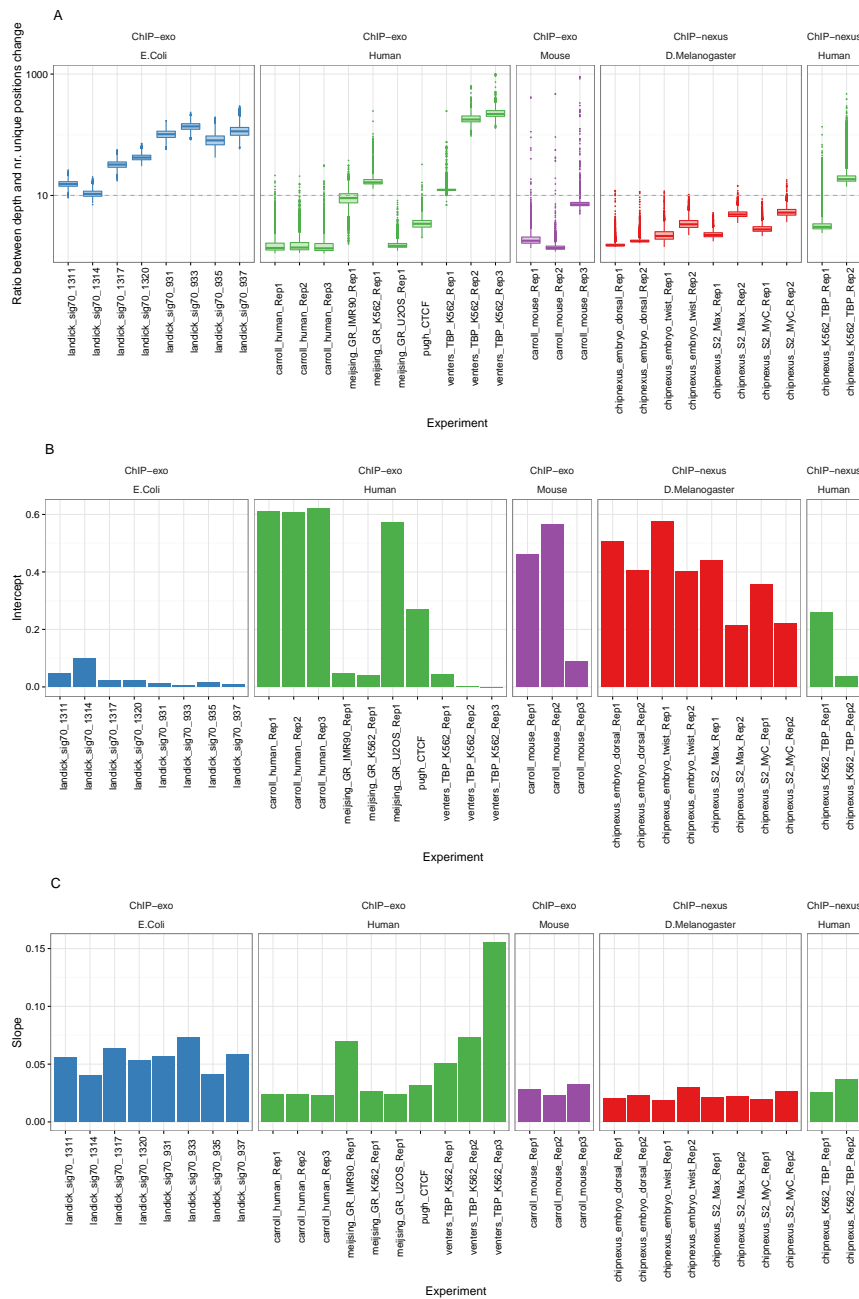 A
ChIP−exo
ChIP−exo
ChIP−exo
ChIP−nexus
ChIP−nexus
E.Coli
Human
Mouse
D.Melanogaster
Human
Ratio between depth and nr. unique positions change
1000
10
landick_sig70_1311
landick_sig70_1314
landick_sig70_1317
landick_sig70_1320
landick_sig70_931
landick_sig70_933
landick_sig70_935
landick_sig70_937
carroll_human_Rep1
carroll_human_Rep2
carroll_human_Rep3
meijsing_GR_IMR90_Rep1
meijsing_GR_K562_Rep1
meijsing_GR_U2OS_Rep1
pugh_CTCF
venters_TBP_K562_Rep1
venters_TBP_K562_Rep2
venters_TBP_K562_Rep3
carroll_mouse_Rep1
carroll_mouse_Rep2
carroll_mouse_Rep3
chipnexus_embryo_dorsal_Rep1
chipnexus_embryo_dorsal_Rep2
chipnexus_embryo_twist_Rep1
chipnexus_embryo_twist_Rep2
chipnexus_S2_Max_Rep1
chipnexus_S2_Max_Rep2
chipnexus_S2_MyC_Rep1
chipnexus_S2_MyC_Rep2
chipnexus_K562_TBP_Rep1
chipnexus_K562_TBP_Rep2
Experiment
B
ChIP−exo
ChIP−exo
ChIP−exo
ChIP−nexus
ChIP−nexus
E.Coli
Human
Mouse
D.Melanogaster
Human
Intercept
0.6
0.4
0.2
0.0
landick_sig70_1311
landick_sig70_1314
landick_sig70_1317
landick_sig70_1320
landick_sig70_931
landick_sig70_933
landick_sig70_935
landick_sig70_937
carroll_human_Rep1
carroll_human_Rep2
carroll_human_Rep3
meijsing_GR_IMR90_Rep1
meijsing_GR_K562_Rep1
meijsing_GR_U2OS_Rep1
pugh_CTCF
venters_TBP_K562_Rep1
venters_TBP_K562_Rep2
venters_TBP_K562_Rep3
carroll_mouse_Rep1
carroll_mouse_Rep2
carroll_mouse_Rep3
chipnexus_embryo_dorsal_Rep1
chipnexus_embryo_dorsal_Rep2
chipnexus_embryo_twist_Rep1
chipnexus_embryo_twist_Rep2
chipnexus_S2_Max_Rep1
chipnexus_S2_Max_Rep2
chipnexus_S2_MyC_Rep1
chipnexus_S2_MyC_Rep2
chipnexus_K562_TBP_Rep1
chipnexus_K562_TBP_Rep2
Experiment
C
ChIP−exo
ChIP−exo
ChIP−exo
ChIP−nexus
ChIP−nexus
E.Coli
Human
Mouse
D.Melanogaster
Human
Slope
0.15
0.10
0.05
0.00
landick_sig70_1311
landick_sig70_1314
landick_sig70_1317
landick_sig70_1320
landick_sig70_931
landick_sig70_933
landick_sig70_935
landick_sig70_937
carroll_human_Rep1
carroll_human_Rep2
carroll_human_Rep3
meijsing_GR_IMR90_Rep1
meijsing_GR_K562_Rep1
meijsing_GR_U2OS_Rep1
pugh_CTCF
venters_TBP_K562_Rep1
venters_TBP_K562_Rep2
venters_TBP_K562_Rep3
carroll_mouse_Rep1
carroll_mouse_Rep2
carroll_mouse_Rep3
chipnexus_embryo_dorsal_Rep1
chipnexus_embryo_dorsal_Rep2
chipnexus_embryo_twist_Rep1
chipnexus_embryo_twist_Rep2
chipnexus_S2_Max_Rep1
chipnexus_S2_Max_Rep2
chipnexus_S2_MyC_Rep1
chipnexus_S2_MyC_Rep2
chipnexus_K562_TBP_Rep1
chipnexus_K562_TBP_Rep2
Experiment